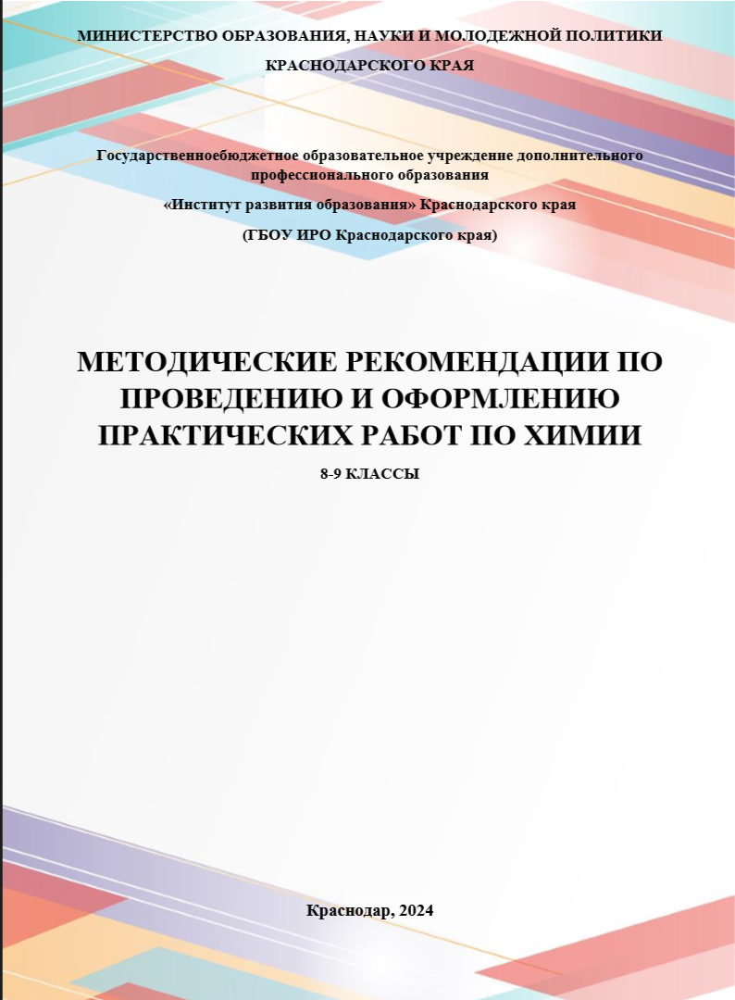 МИНИСТЕРСТВО ОБРАЗОВАНИЯ, НАУКИ И МОЛОДЕЖНОЙ ПОЛИТИКИ
КРАСНОДАРСКОГО КРАЯ
Государственноебюджетное образовательное учреждение дополнительного
профессионального образования
«Институт развития образования» Краснодарского края
(ГБОУ ИРО Краснодарского края)
МЕТОДИЧЕСКИЕ РЕКОМЕНДАЦИИ ПО
ПРОВЕДЕНИЮ И ОФОРМЛЕНИЮ
ПРАКТИЧЕСКИХ РАБОТ ПО ХИМИИ
8-9 КЛАССЫ
Краснодар, 2024